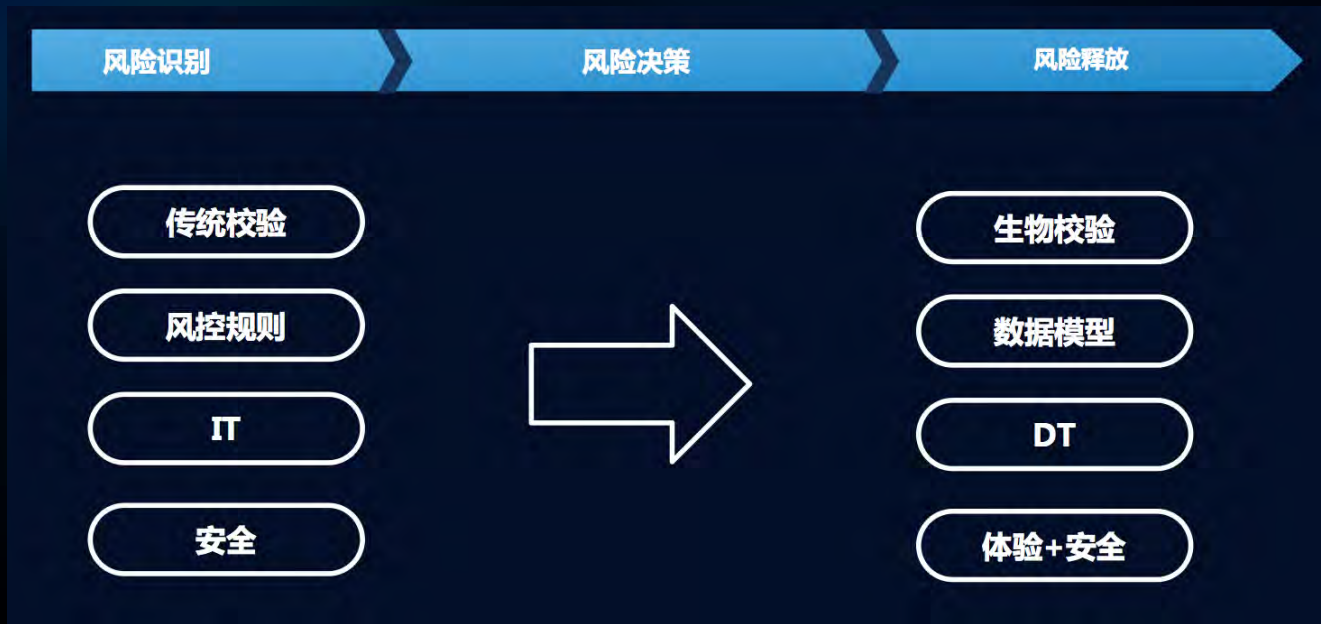 风险识别
风险决策
风险释放
传统校验
生物校验
风控规则
数据模型
IT
DT
安全
体验+安全